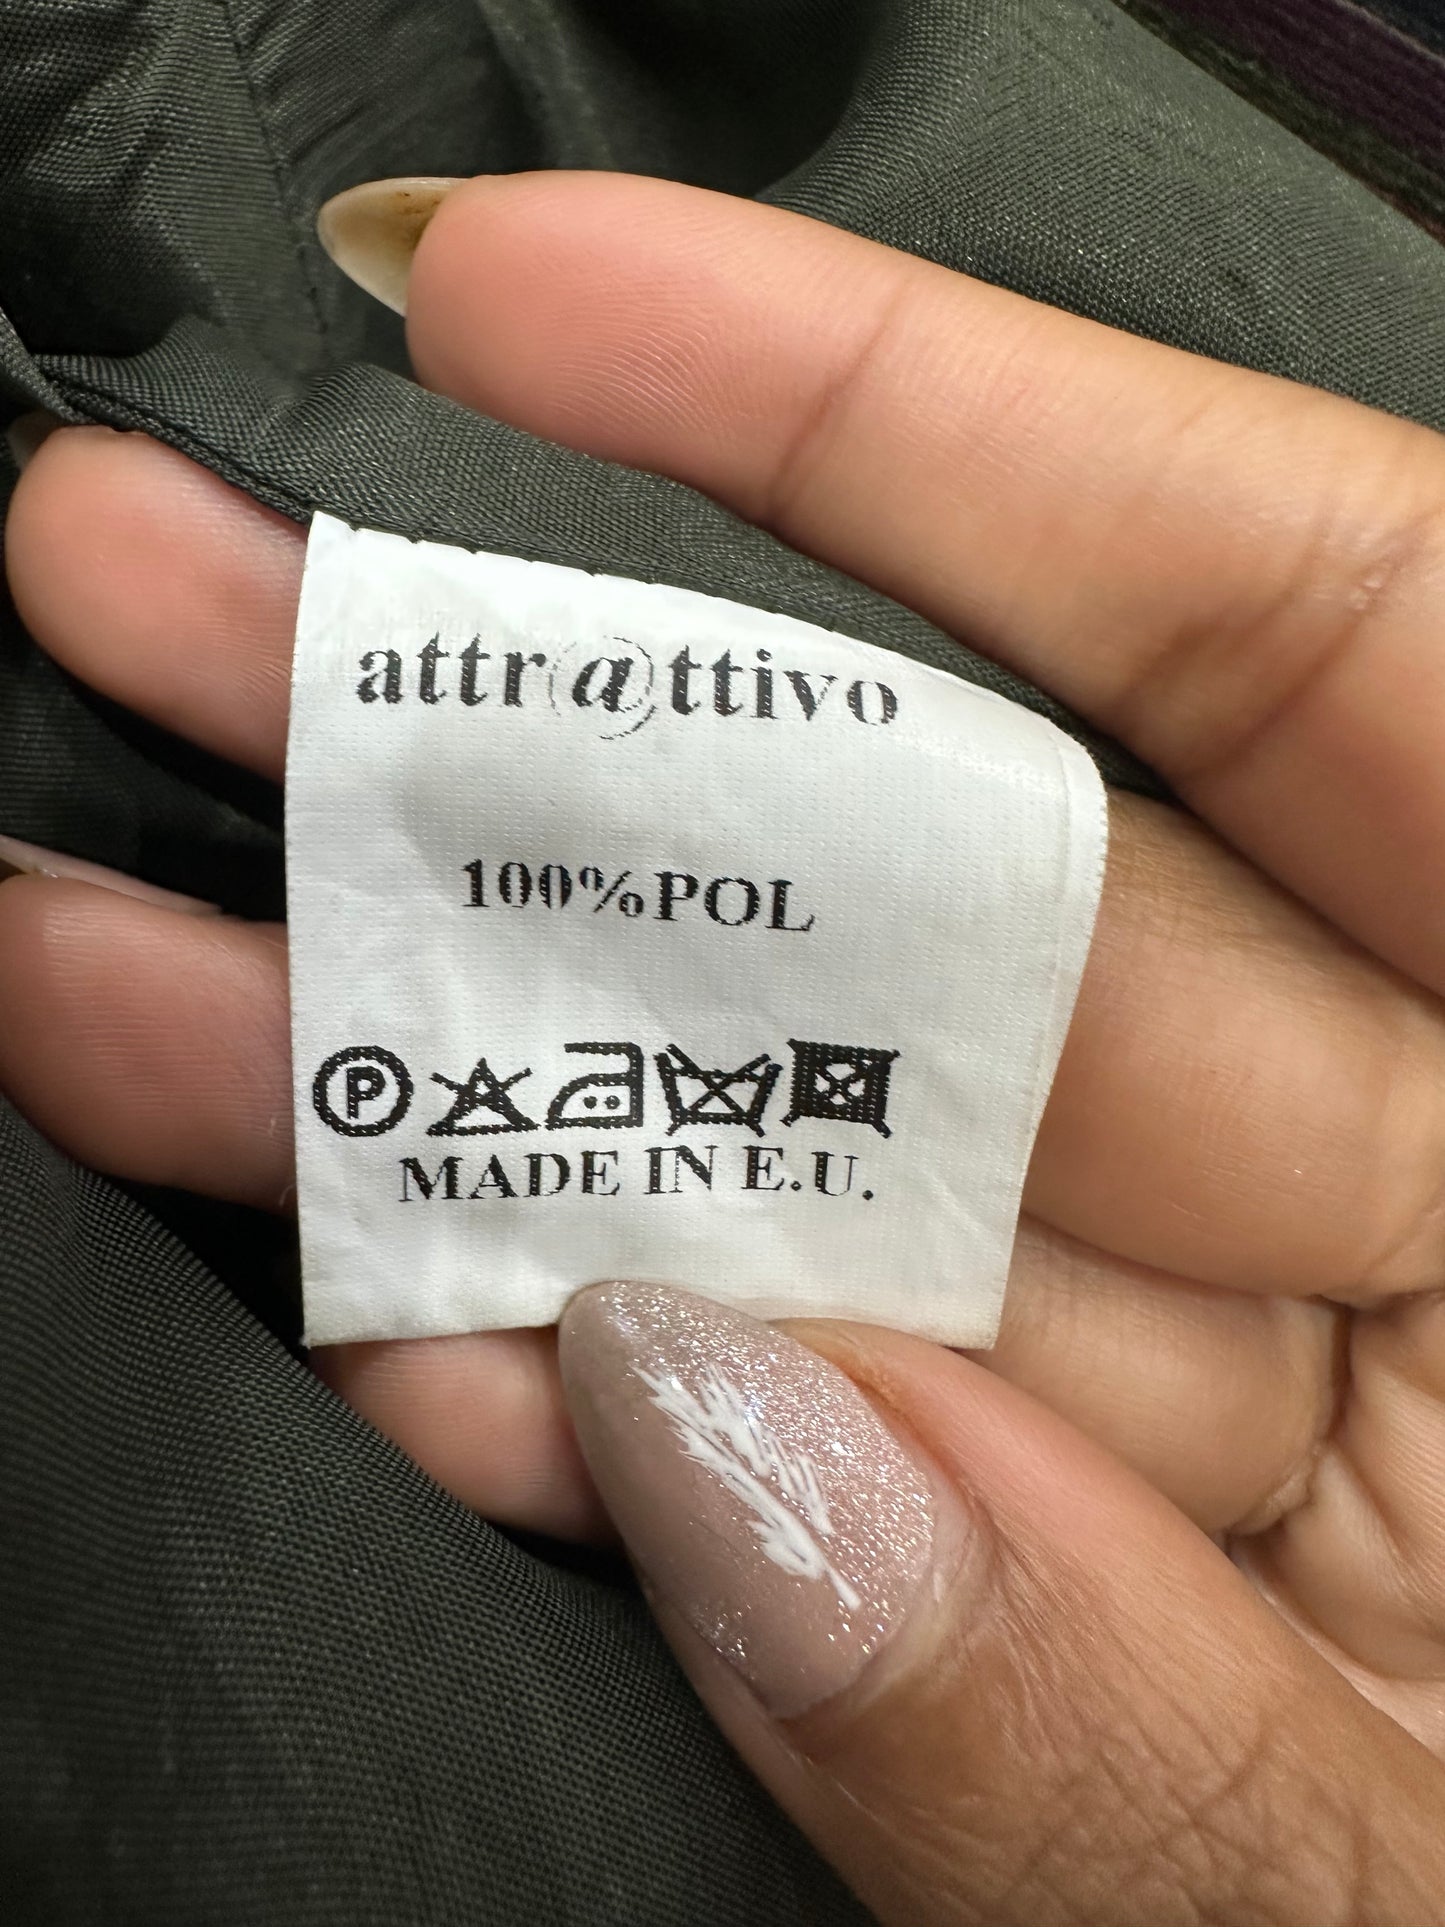 attr@ttivo
100%POL
P
MADE IN E.U.